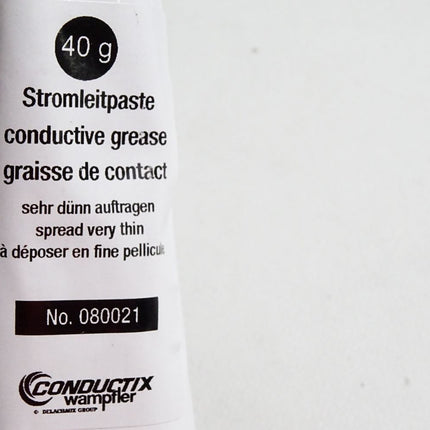 40 g
Stromleitpaste
conductive grease
graisse de contact
sehr dünn auftragen
spread very thin
à déposer en fine pellicule
No. 080021
CONDUCTIX
wampfler
© DELACHAUX GROUP